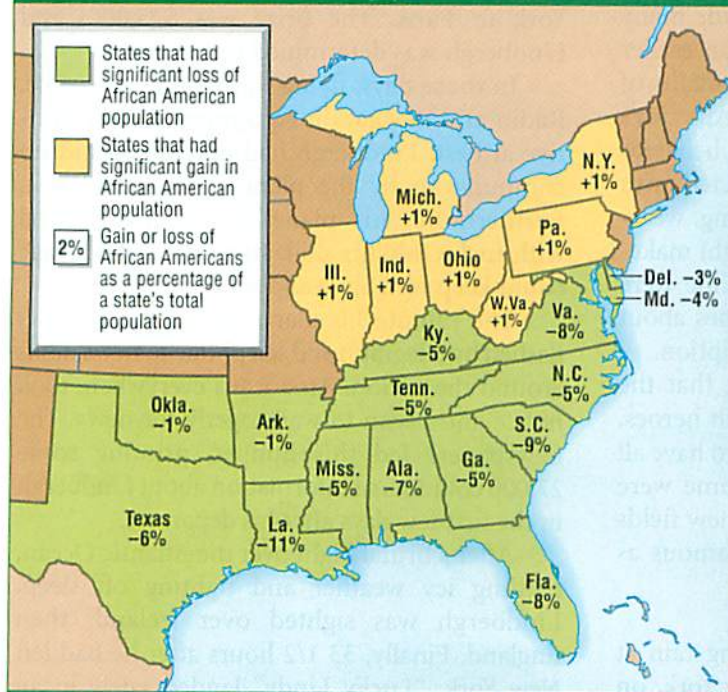 States that had
significant loss of
African American
population
States that had
significant gain in
African American
population
2%
Gain or loss of
African Americans
as a percentage of
a state's total
population
N.Y.
+1%
Mich.
+1%
Pa.
+1%
Ill.
+1%
Ind.
+1%
Ohio
+1%
W.Va.
+1%
Del. –3%
Md. –4%
Va.
–8%
Ky.
–5%
N.C.
–5%
Tenn.
–5%
Okla.
–1%
Ark.
–1%
S.C.
–9%
Miss.
–5%
Ala.
–7%
Ga.
–5%
Texas
–6%
La.
–11%
Fla.
–8%